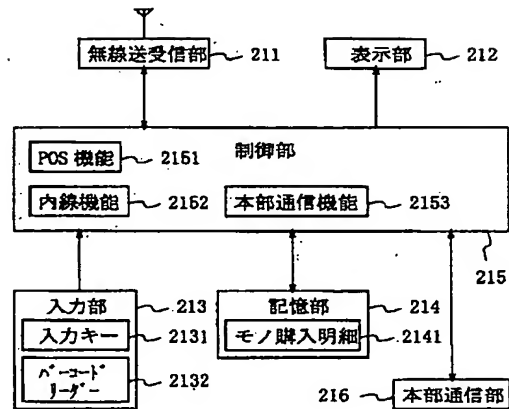 無線送受信部 211
表示部 212
制御部
POS 機能 2151
内線機能 2152
本部通信機能 2153
215
入力部 213
入力キー 2131
バーコード
リーダー 2132
記憶部 214
モノ購入明細 2141
216 本部通信部